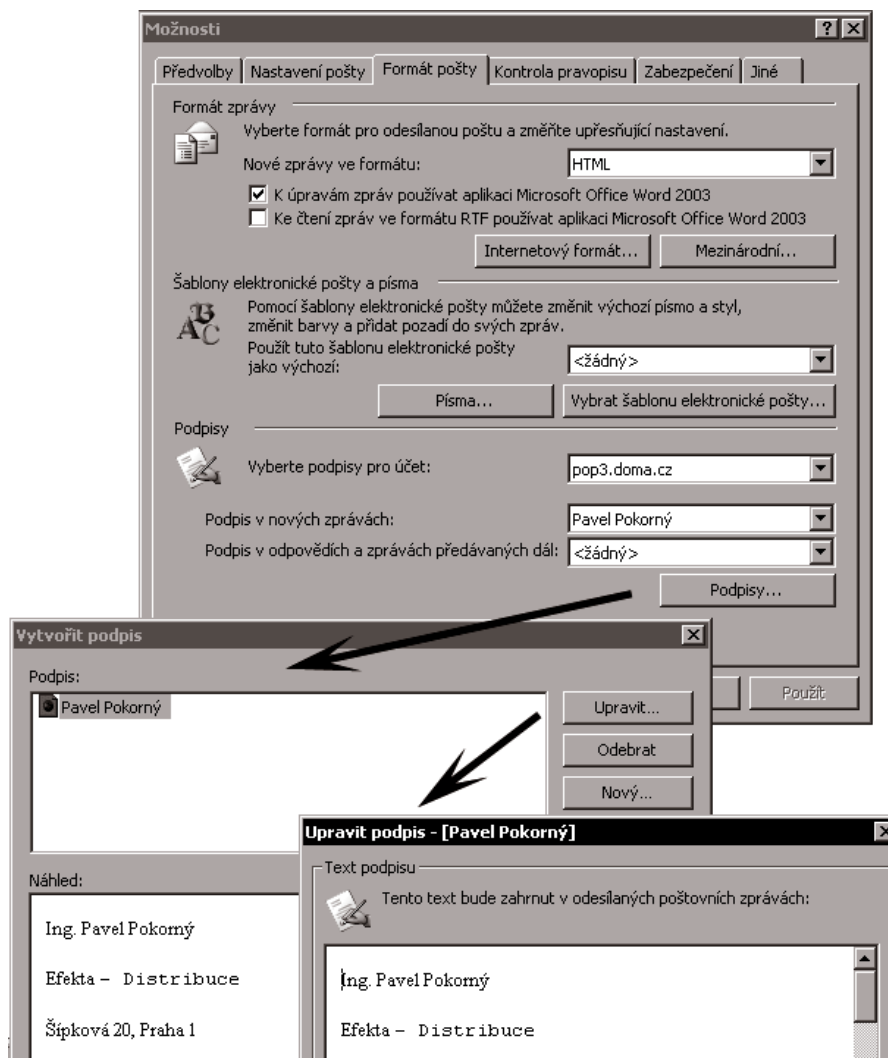 Možnosti
Předvolby Nastavení pošty Formát pošty Kontrola pravopisu Zabezpečení Jiné
Formát zprávy
Vyberte formát pro odesílanou poštu a změňte upřesňující nastavení.
Nové zprávy ve formátu: HTML
K úpravám zpráv používat aplikaci Microsoft Office Word 2003
Ke čtení zpráv ve formátu RTF používat aplikaci Microsoft Office Word 2003
Internetový formát... Mezinárodní...
Šablony elektronické pošty a písma
Pomocí šablony elektronické pošty můžete změnit výchozí písmo a styl,
změnit barvy a přidat pozadí do svých zpráv.
Použít tuto šablonu elektronické pošty
jako výchozí: <žádný>
Písma... Vybrat šablonu elektronické pošty...
Podpisy
Vyberte podpisy pro účet: pop3.doma.cz
Podpis v nových zprávách: Pavel Pokorný
Podpis v odpovědích a zprávách předávaných dál: <žádný>
Podpisy...
Použít
Vytvořit podpis
Podpis:
Pavel Pokorný
Upravit...
Odebrat
Nový...
Náhled:
Ing. Pavel Pokorný
Efekta – Distribuce
Šípková 20, Praha 1
Upravit podpis - [Pavel Pokorný]
Text podpisu
Tento text bude zahrnut v odesílaných poštovních zprávách:
Ing. Pavel Pokorný
Efekta – Distribuce